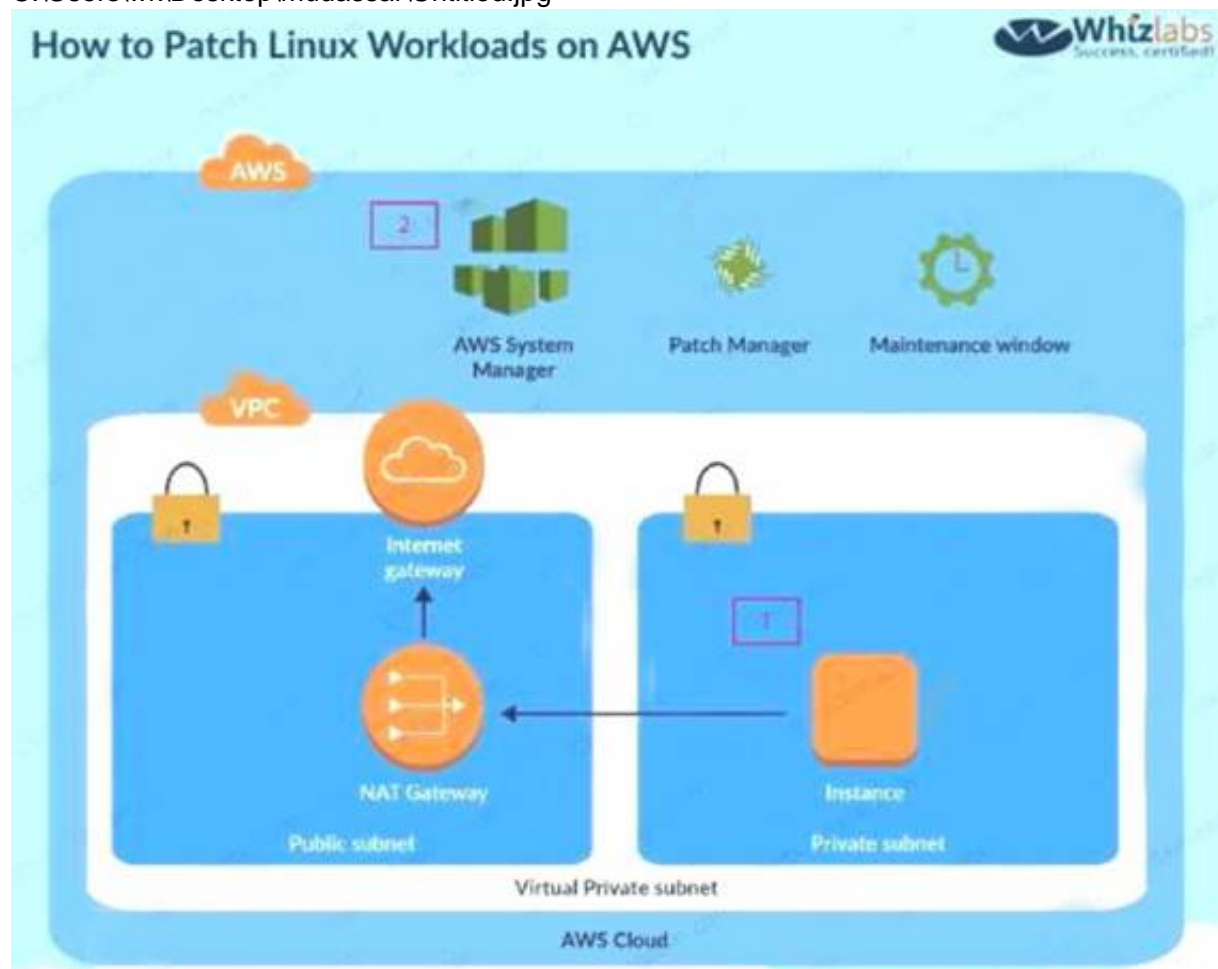 How to Patch Linux Workloads on AWS
Whizlabs
Success, certified!
AWS
2
AWS System
Manager
Patch Manager
Maintenance window
VPC
Internet
gateway
1
NAT Gateway
Instance
Public subnet
Private subnet
Virtual Private subnet
AWS Cloud